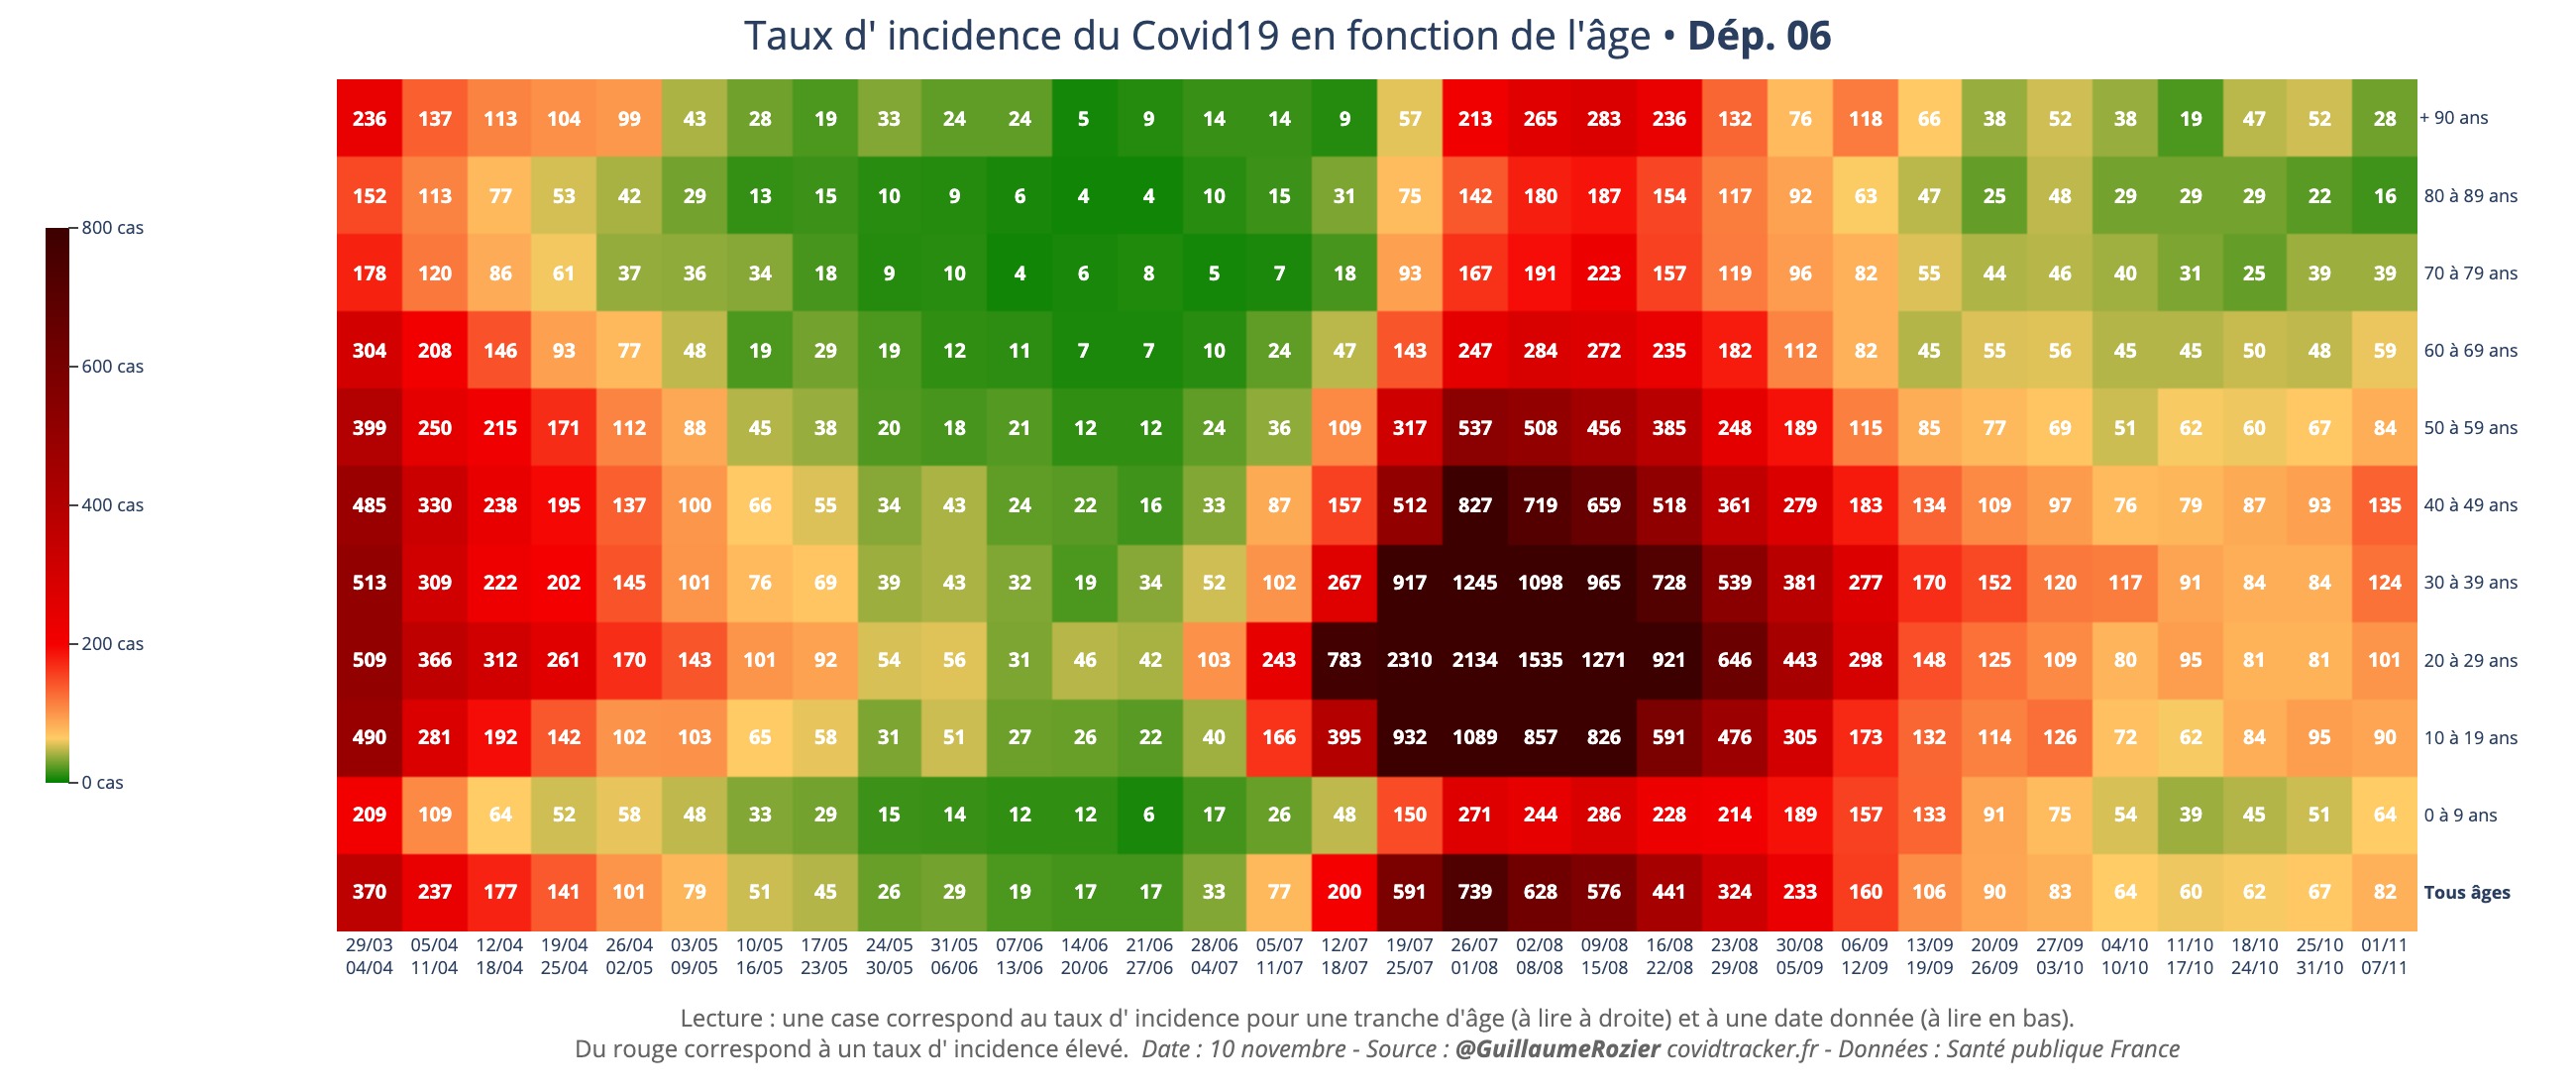 Taux d' incidence du Covid19 en fonction de l'âge • Dép. 06
236 137 113 104 99 43 28 19 33 24 24 5 9 14 14 9 57 213 265 283 236 132 76 118 66 38 52 38 19 47 52 28 + 90 ans
152 113 77 53 42 29 13 15 10 9 6 4 4 10 15 31 75 142 180 187 154 117 92 63 47 25 48 29 29 29 22 16 80 à 89 ans
800 cas
178 120 86 61 37 36 34 18 9 10 4 6 8 5 7 18 93 167 191 223 157 119 96 82 55 44 46 40 31 25 39 39 70 à 79 ans
304 208 146 93 77 48 19 29 19 12 11 7 7 10 24 47 143 247 284 272 235 182 112 82 45 55 56 45 45 50 48 59 60 à 69 ans
600 cas
399 250 215 171 112 88 45 38 20 18 21 12 12 24 36 109 317 537 508 456 385 248 189 115 85 77 69 51 62 60 67 84 50 à 59 ans
400 cas
485 330 238 195 137 100 66 55 34 43 24 22 16 33 87 157 512 827 719 659 518 361 279 183 134 109 97 76 79 87 93 135 40 à 49 ans
513 309 222 202 145 101 76 69 39 43 32 19 34 52 102 267 917 1245 1098 965 728 539 381 277 170 152 120 117 91 84 84 124 30 à 39 ans
200 cas
509 366 312 261 170 143 101 92 54 56 31 46 42 103 243 783 2310 2134 1535 1271 921 646 443 298 148 125 109 80 95 81 81 101 20 à 29 ans
490 281 192 142 102 103 65 58 31 51 27 26 22 40 166 395 932 1089 857 826 591 476 305 173 132 114 126 72 62 84 95 90 10 à 19 ans
0 cas
209 109 64 52 58 48 33 29 15 14 12 12 6 17 26 48 150 271 244 286 228 214 189 157 133 91 75 54 39 45 51 64 0 à 9 ans
370 237 177 141 101 79 51 45 26 29 19 17 17 33 77 200 591 739 628 576 441 324 233 160 106 90 83 64 60 62 67 82 Tous âges
29/03 05/04 12/04 19/04 26/04 03/05 10/05 17/05 24/05 31/05 07/06 14/06 21/06 28/06 05/07 12/07 19/07 26/07 02/08 09/08 16/08 23/08 30/08 06/09 13/09 20/09 27/09 04/10 11/10 18/10 25/10 01/11
04/04 11/04 18/04 25/04 02/05 09/05 16/05 23/05 30/05 06/06 13/06 20/06 27/06 04/07 11/07 18/07 25/07 01/08 08/08 15/08 22/08 29/08 05/09 12/09 19/09 26/09 03/10 10/10 17/10 24/10 31/10 07/11
Lecture : une case correspond au taux d' incidence pour une tranche d'âge (à lire à droite) et à une date donnée (à lire en bas).
Du rouge correspond à un taux d' incidence élevé. Date : 10 novembre - Source : @GuillaumeRozier covidtracker.fr - Données : Santé publique France